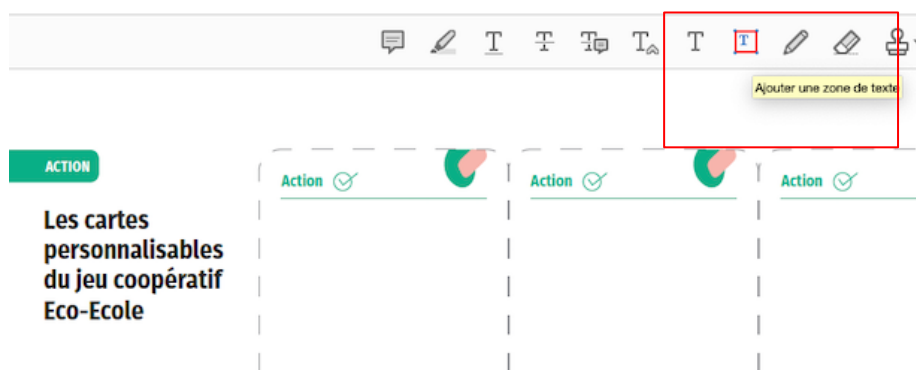 Ajouter une zone de texte
ACTION
Action
Action
Action
Les cartes
personnalisables
du jeu coopératif
Eco-Ecole